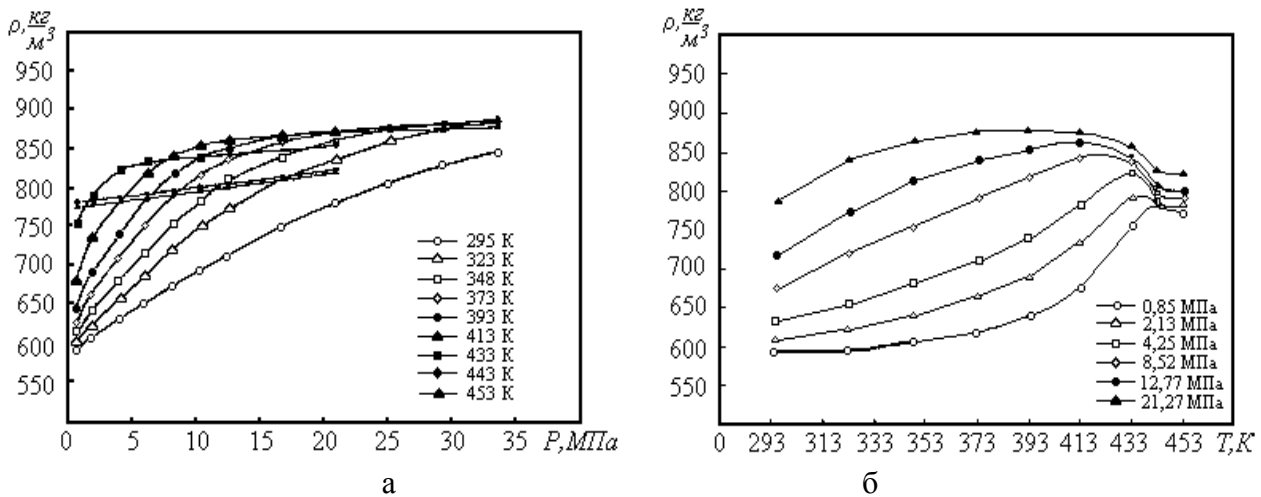 ρ, кг/м³
950
900
850
800
750
700
650
600
550
0 5 10 15 20 25 30 35 P, МПа
295 К
323 К
348 К
373 К
393 К
413 К
433 К
443 К
453 К
а
ρ, кг/м³
950
900
850
800
750
700
650
600
550
0 293 313 333 353 373 393 413 433 453 T, К
0,85 МПа
2,13 МПа
4,25 МПа
8,52 МПа
12,77 МПа
21,27 МПа
б